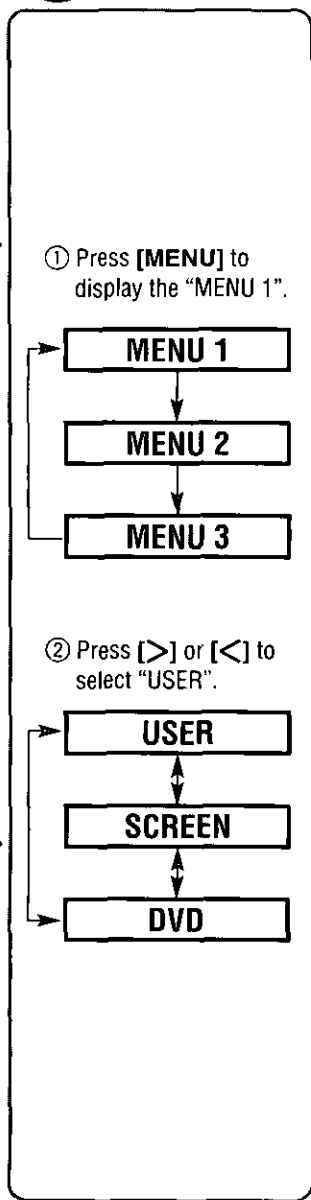 ① Press [MENU] to
display the “MENU 1”.
MENU 1
MENU 2
MENU 3
② Press [>] or [<] to
select “USER”.
USER
SCREEN
DVD